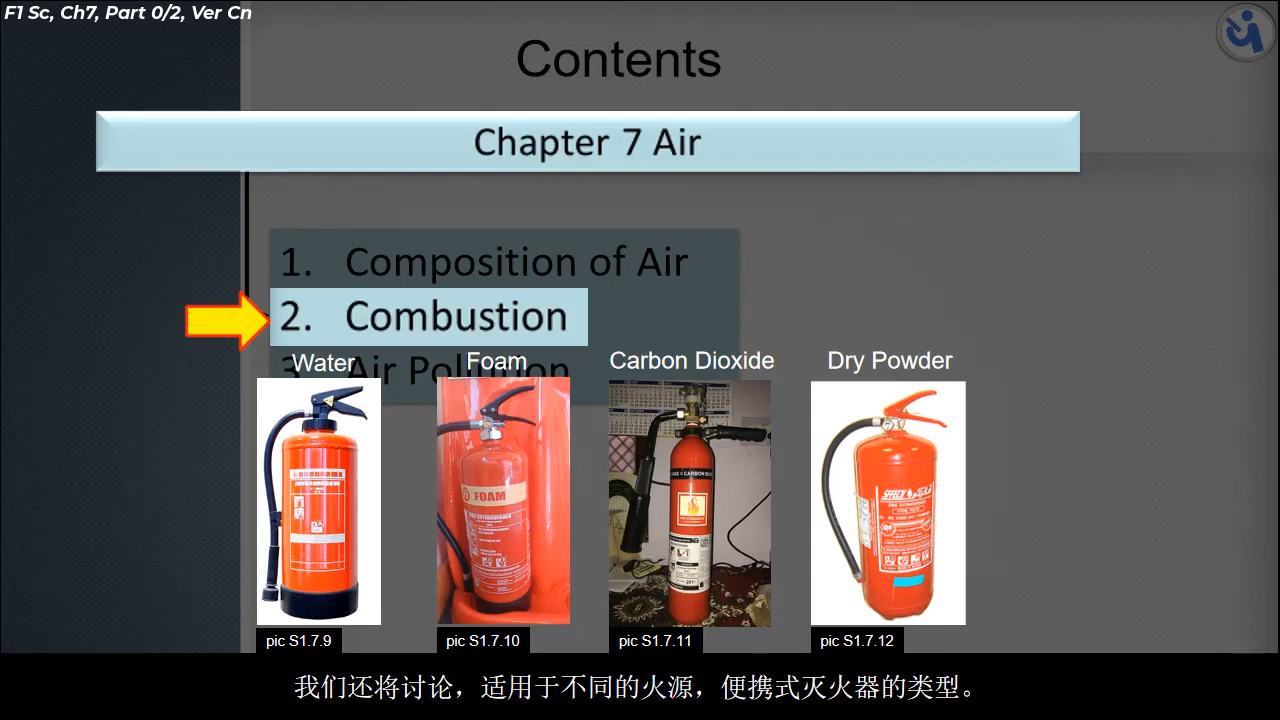 F1 Sc, Ch7, Part 0/2, Ver Cn
Contents
Chapter 7 Air
1. Composition of Air
2. Combustion
3. Air Pollution
Water
Foam
Carbon Dioxide
Dry Powder
FOAM
FIRE EXTINGUISHER
pic S1.7.9
pic S1.7.10
pic S1.7.11
pic S1.7.12
我们还将讨论，适用于不同的火源，便携式灭火器的类型。